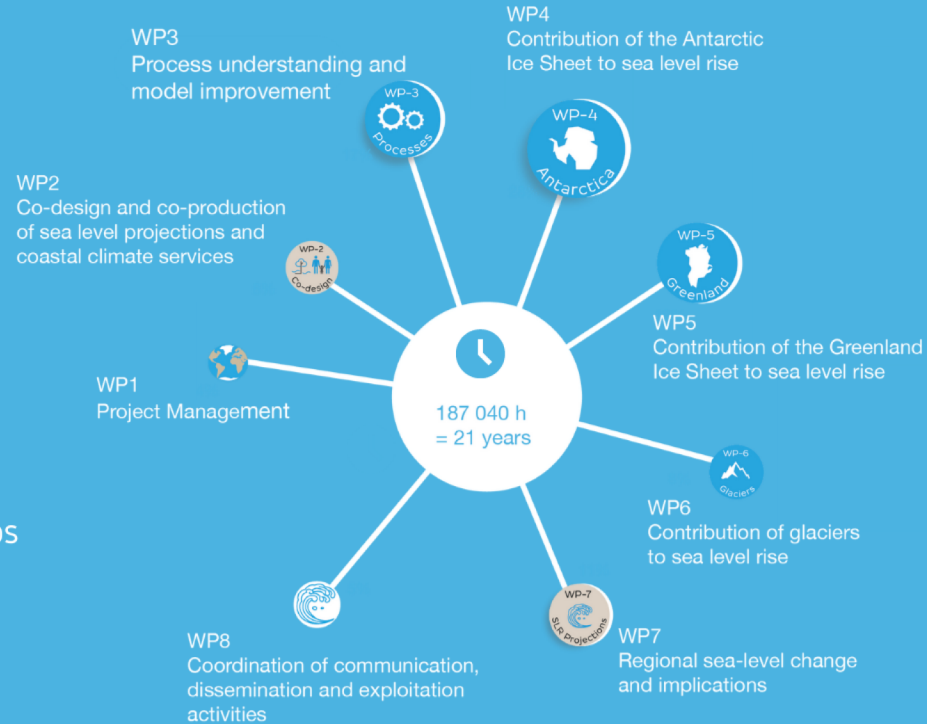 WP4
Contribution of the Antarctic
Ice Sheet to sea level rise
WP3
Process understanding and
model improvement
WP-3
Processes
WP-4
Antarctica
WP2
Co-design and co-production
of sea level projections and
coastal climate services
WP-2
Co-design
WP-5
Greenland
WP5
Contribution of the Greenland
Ice Sheet to sea level rise
WP1
Project Management
187 040 h
= 21 years
WP-6
Glaciers
WP6
Contribution of glaciers
to sea level rise
WP-7
SLR Projections
WP7
Regional sea-level change
and implications
WP8
Coordination of communication,
dissemination and exploitation
activities